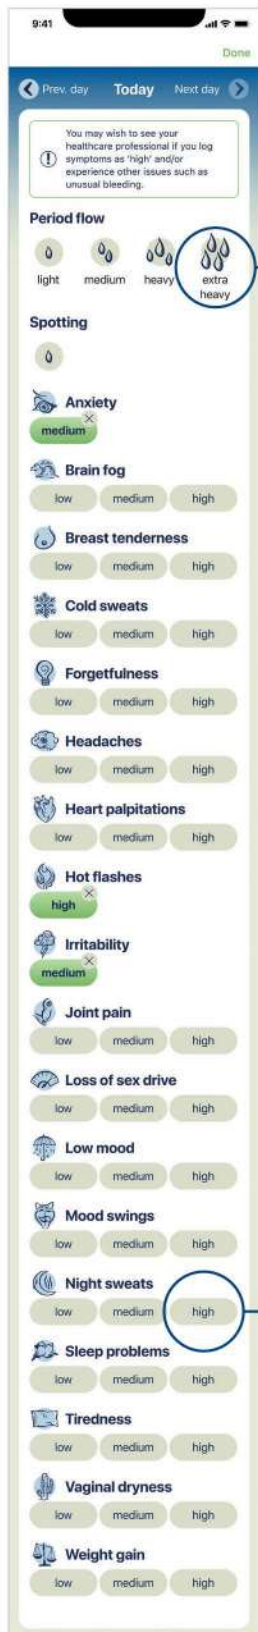 9:41
Done
Prev. day Today Next day
You may wish to see your
healthcare professional if you log
symptoms as 'high' and/or
experience other issues such as
unusual bleeding.
Period flow
light medium heavy extra
heavy
Spotting
Anxiety
medium
Brain fog
low medium high
Breast tenderness
low medium high
Cold sweats
low medium high
Forgetfulness
low medium high
Headaches
low medium high
Heart palpitations
low medium high
Hot flashes
high
Irritability
medium
Joint pain
low medium high
Loss of sex drive
low medium high
Low mood
low medium high
Mood swings
low medium high
Night sweats
low medium high
Sleep problems
low medium high
Tiredness
low medium high
Vaginal dryness
low medium high
Weight gain
low medium high